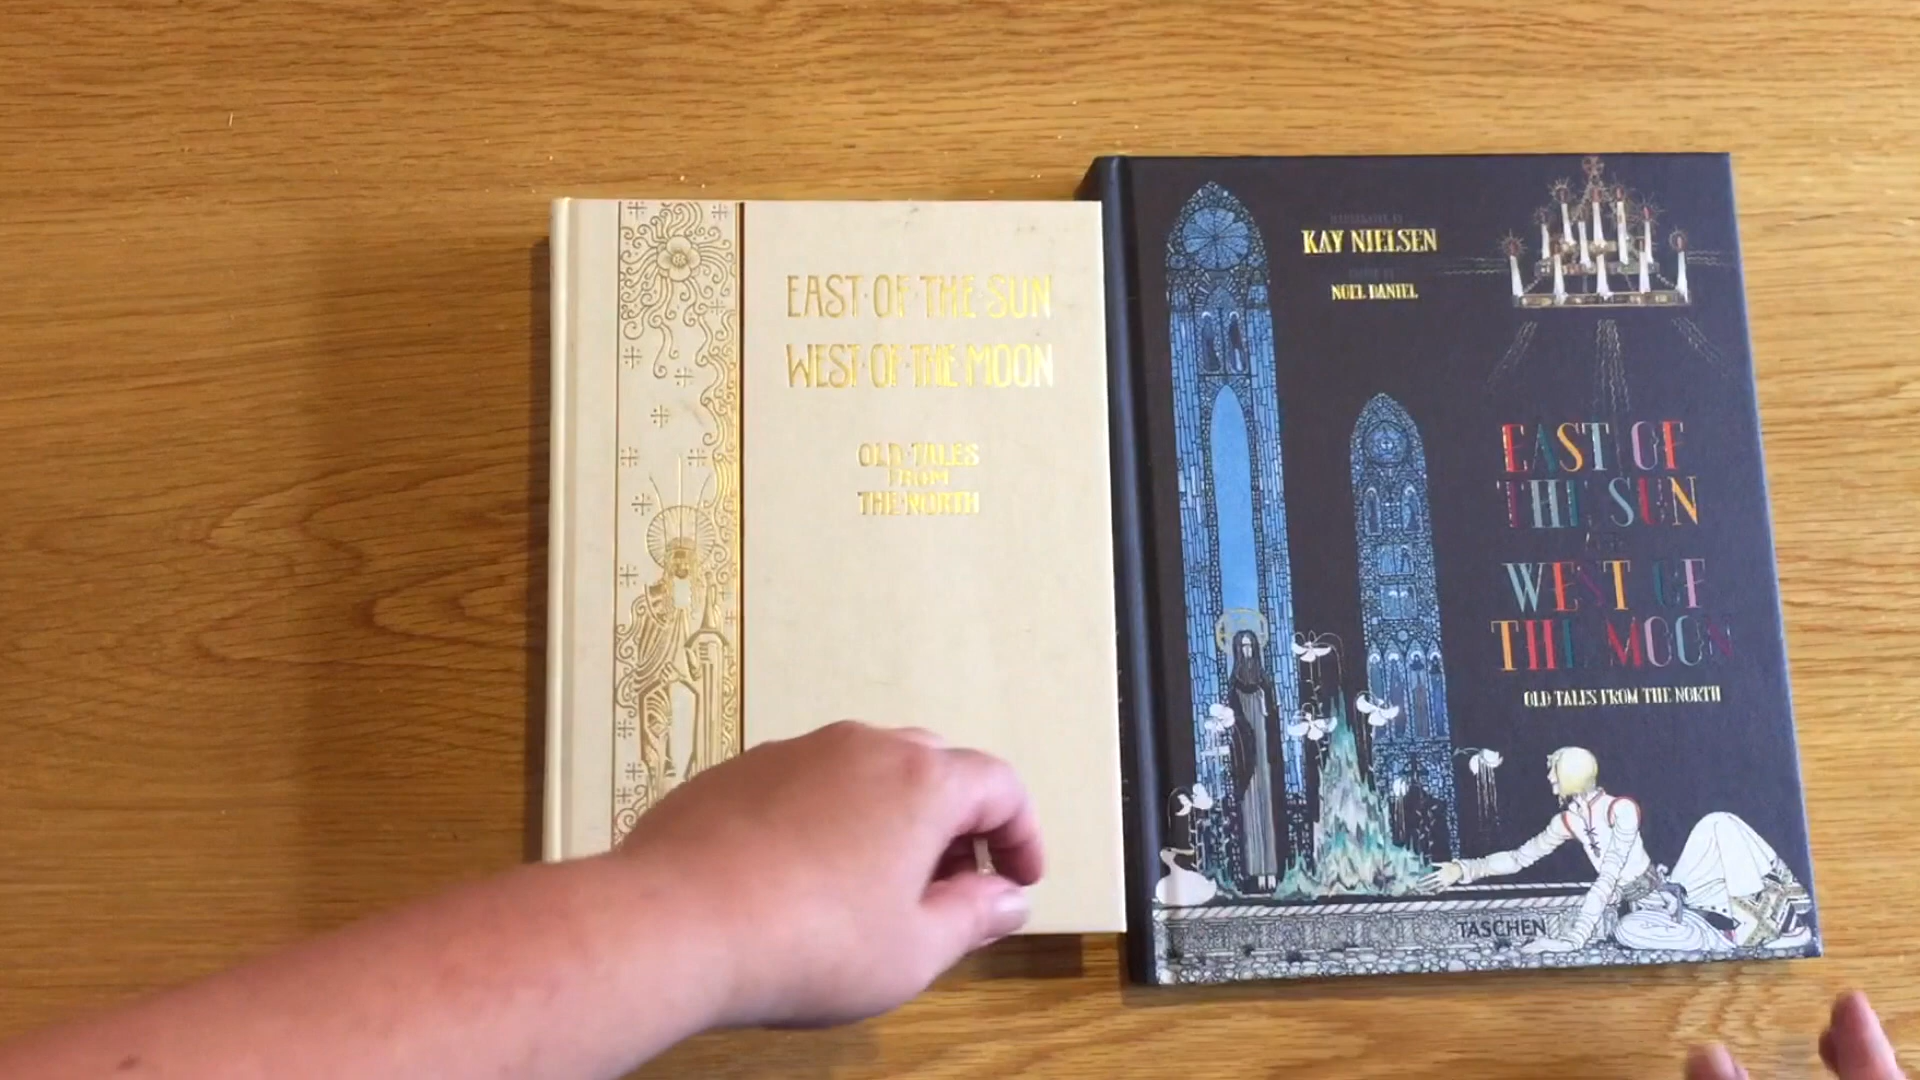 EAST·OF·THE·SUN
WEST·OF·THE·MOON
OLD·TALES
FROM
THE·NORTH
KAY NIELSEN
NOEL DANIEL
EAST OF
THE SUN
WEST OF
THE MOON
OLD TALES FROM THE NORTH
TASCHEN